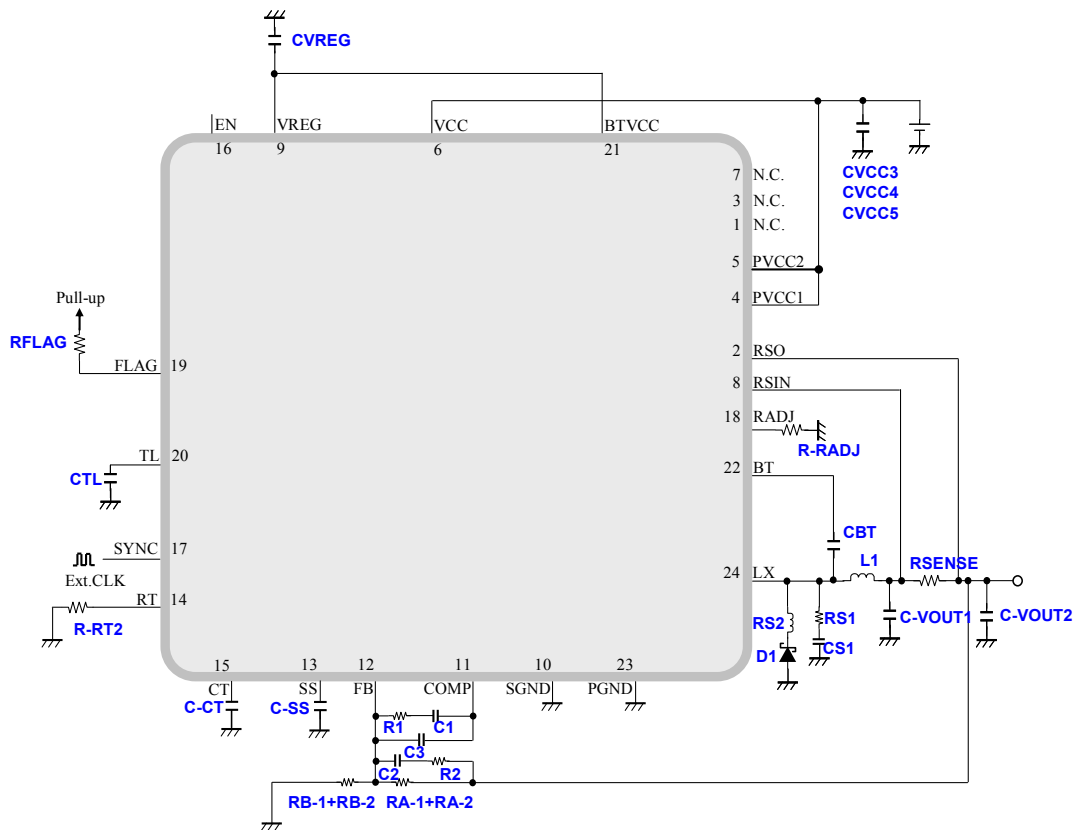 CVREG
EN VREG VCC BTVCC
16 9 6 21
CVCC3
CVCC4
CVCC5
7 N.C.
3 N.C.
1 N.C.
5 PVCC2
4 PVCC1
Pull-up
RFLAG
FLAG 19
2 RSO
8 RSIN
18 RADJ
R-RADJ
TL 20
CTL
22 BT
CBT
SYNC 17
Ext.CLK
RT 14
R-RT2
24 LX
L1
RSENSE
RS2
RS1
C-VOUT1
C-VOUT2
D1
CS1
15 13 12 11 10 23
CT SS FB COMP SGND PGND
C-CT
C-SS
R1 C1
C3
C2 R2
RB-1+RB-2 RA-1+RA-2